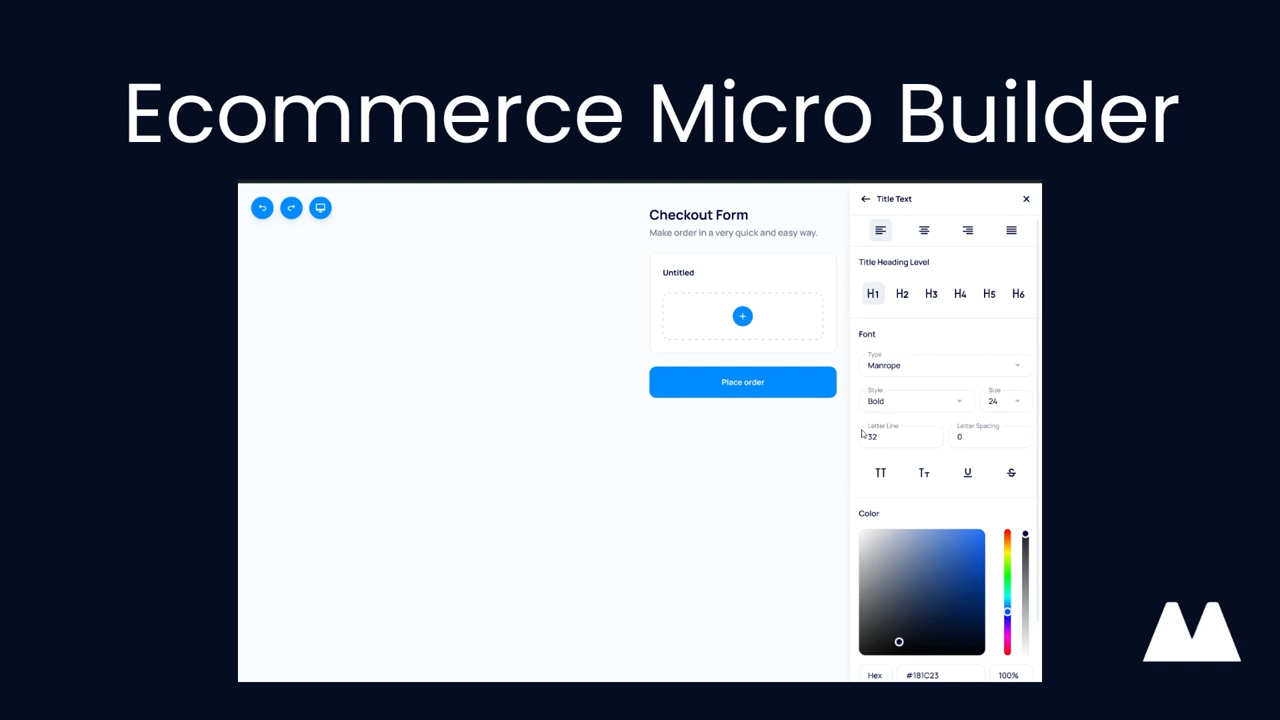 Ecommerce Micro Builder
Checkout Form
Make order in a very quick and easy way.
Untitled
Place order
Title Text
Title Heading Level
H1 H2 H3 H4 H5 H6
Font
Type
Manrope
Style Size
Bold 24
Letter Line Letter Spacing
32 0
TT Tт U S
Color
Hex #181C23 100%